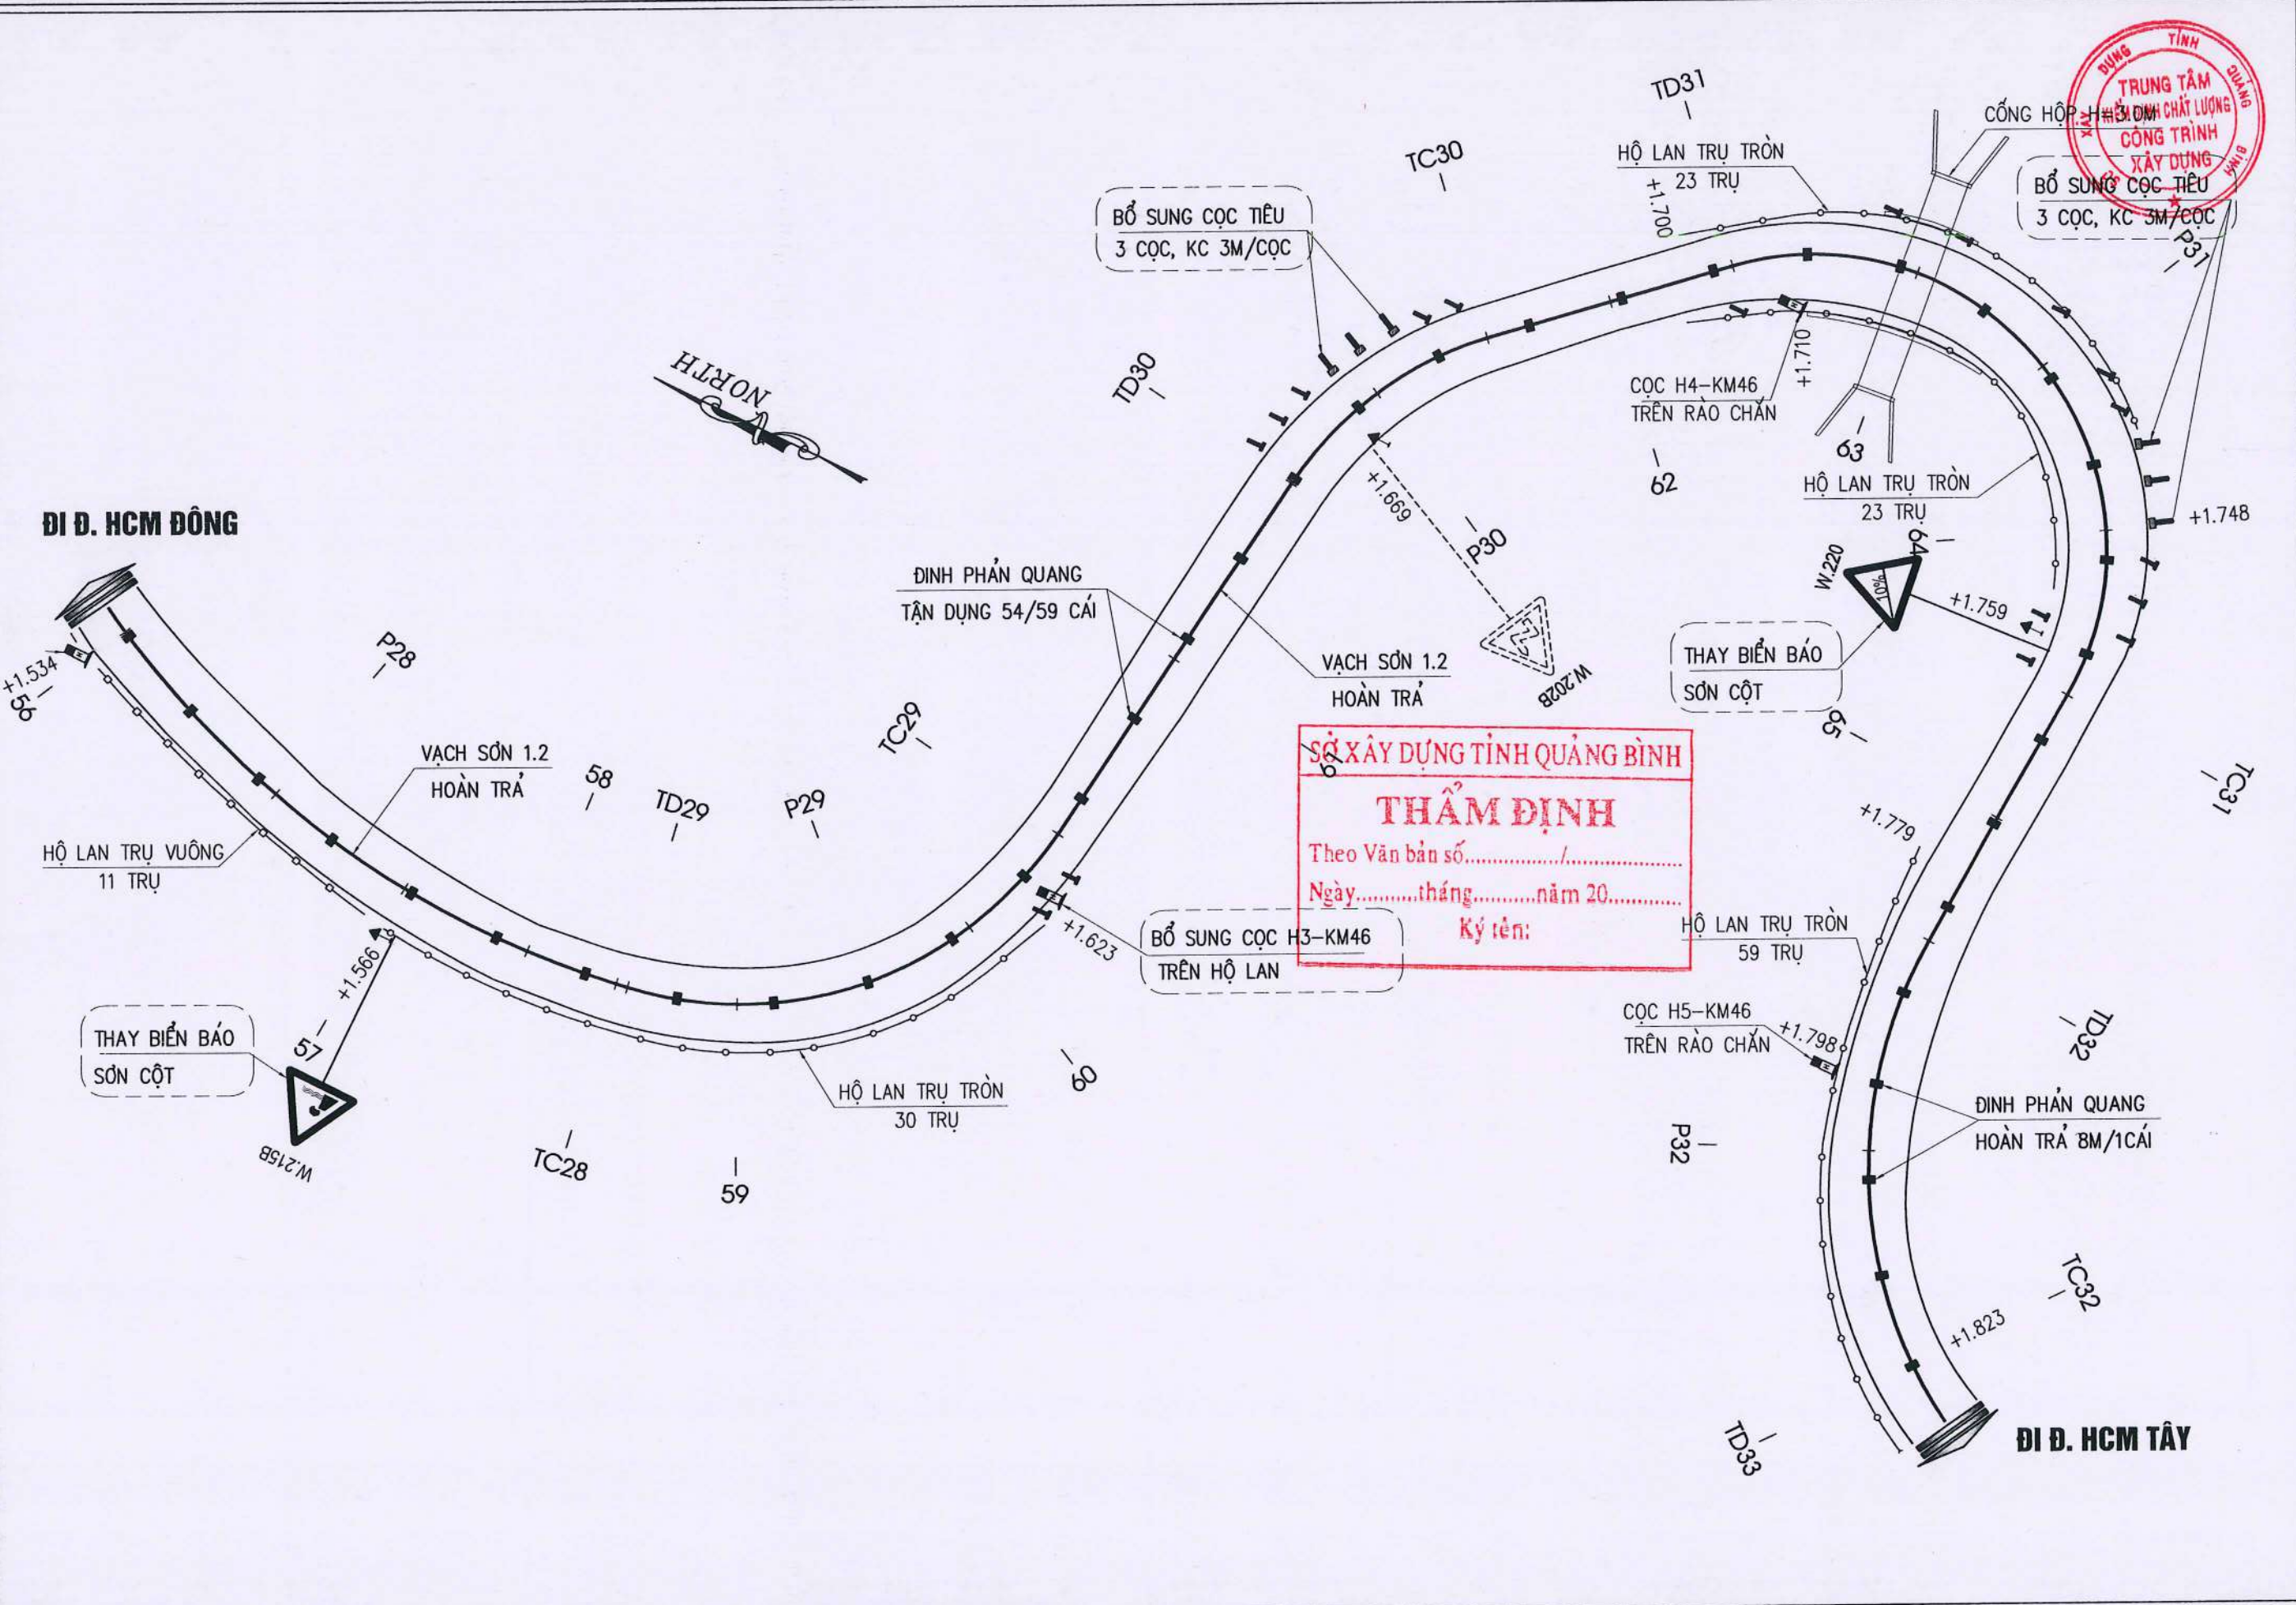 TD31
TC30
HỘ LAN TRỤ TRÒN
23 TRỤ
+1.700
CỐNG HỘP H=3.0M
XÂY DỰNG TỈNH QUẢNG BÌNH
TRUNG TÂM
KIỂM ĐỊNH CHẤT LƯỢNG
CÔNG TRÌNH
XÂY DỰNG
BỔ SUNG CỌC TIÊU
3 CỌC, KC 3M/CỌC
P31
BỔ SUNG CỌC TIÊU
3 CỌC, KC 3M/CỌC
TD30
NORTH
CỌC H4-KM46
TRÊN RÀO CHẮN
+1.710
62
63
HỘ LAN TRỤ TRÒN
23 TRỤ
64
+1.748
+1.669
P30
W.202B
W.220
10%
+1.759
THAY BIỂN BÁO
SƠN CỘT
65
ĐI Đ. HCM ĐÔNG
+1.534
56
P28
ĐINH PHẢN QUANG
TẬN DỤNG 54/59 CÁI
VẠCH SƠN 1.2
HOÀN TRẢ
TC29
VẠCH SƠN 1.2
HOÀN TRẢ
58
TD29
P29
HỘ LAN TRỤ VUÔNG
11 TRỤ
61
SỞ XÂY DỰNG TỈNH QUẢNG BÌNH
THẨM ĐỊNH
Theo Văn bản số................/......................
Ngày...........tháng...........năm 20.............
Ký tên:
TC31
+1.779
HỘ LAN TRỤ TRÒN
59 TRỤ
+1.566
57
THAY BIỂN BÁO
SƠN CỘT
W.215B
+1.623
BỔ SUNG CỌC H3-KM46
TRÊN HỘ LAN
60
HỘ LAN TRỤ TRÒN
30 TRỤ
TC28
59
CỌC H5-KM46
TRÊN RÀO CHẮN
+1.798
TD32
ĐINH PHẢN QUANG
HOÀN TRẢ 8M/1CÁI
P32
TC32
+1.823
TD33
ĐI Đ. HCM TÂY